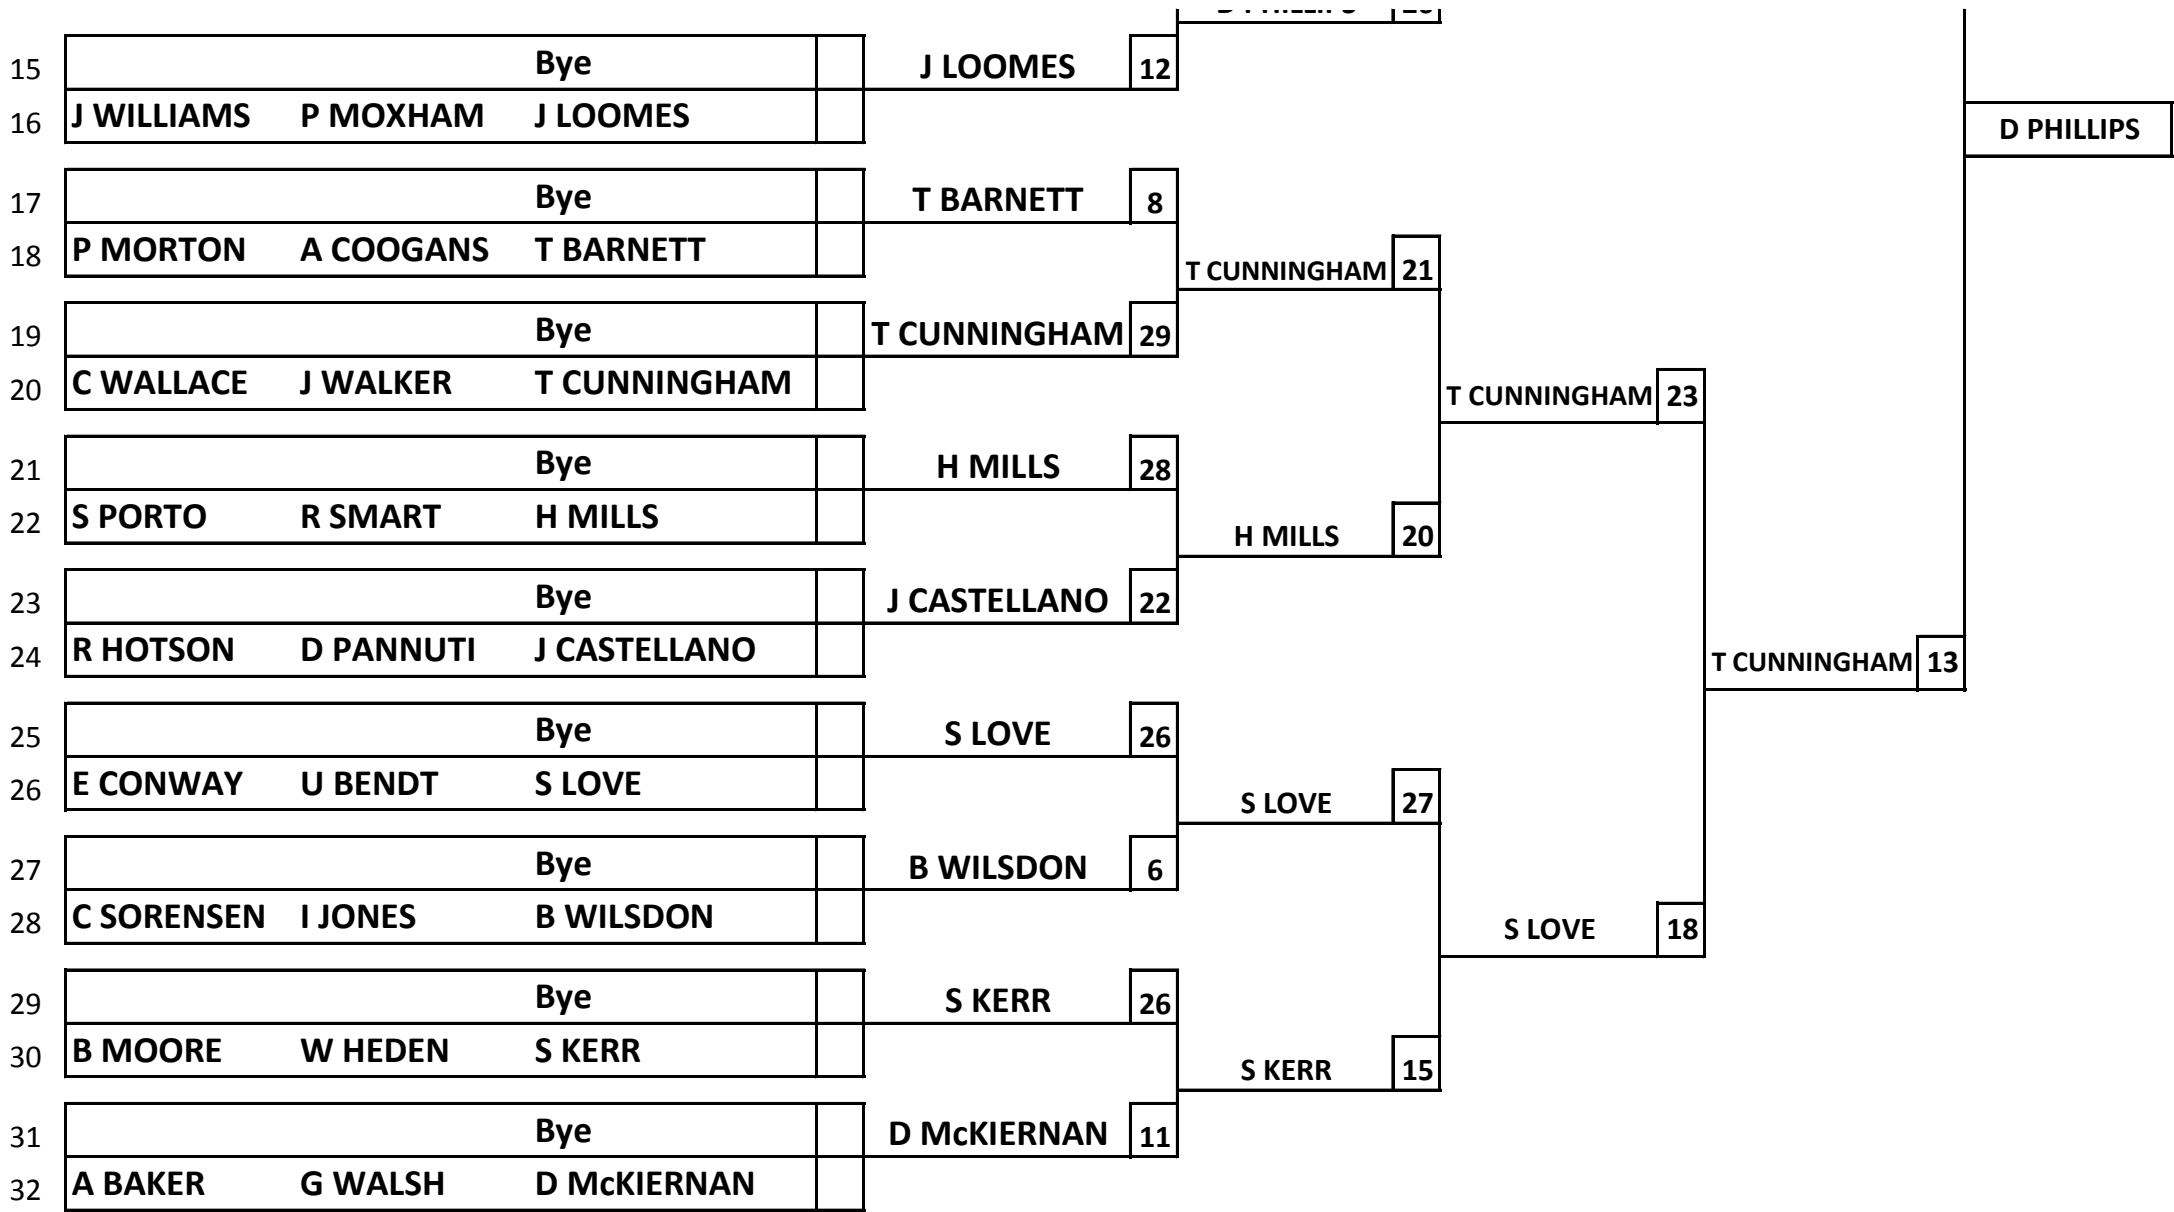 15 Bye J LOOMES 12
16 J WILLIAMS P MOXHAM J LOOMES D PHILLIPS
17 Bye T BARNETT 8
18 P MORTON A COOGANS T BARNETT
T CUNNINGHAM 21
19 Bye T CUNNINGHAM 29
20 C WALLACE J WALKER T CUNNINGHAM T CUNNINGHAM 23
21 Bye H MILLS 28
22 S PORTO R SMART H MILLS
H MILLS 20
23 Bye J CASTELLANO 22
24 R HOTSON D PANNUTI J CASTELLANO T CUNNINGHAM 13
25 Bye S LOVE 26
26 E CONWAY U BENDT S LOVE
S LOVE 27
27 Bye B WILSDON 6
28 C SORENSEN I JONES B WILSDON S LOVE 18
29 Bye S KERR 26
30 B MOORE W HEDEN S KERR
S KERR 15
31 Bye D McKIERNAN 11
32 A BAKER G WALSH D McKIERNAN